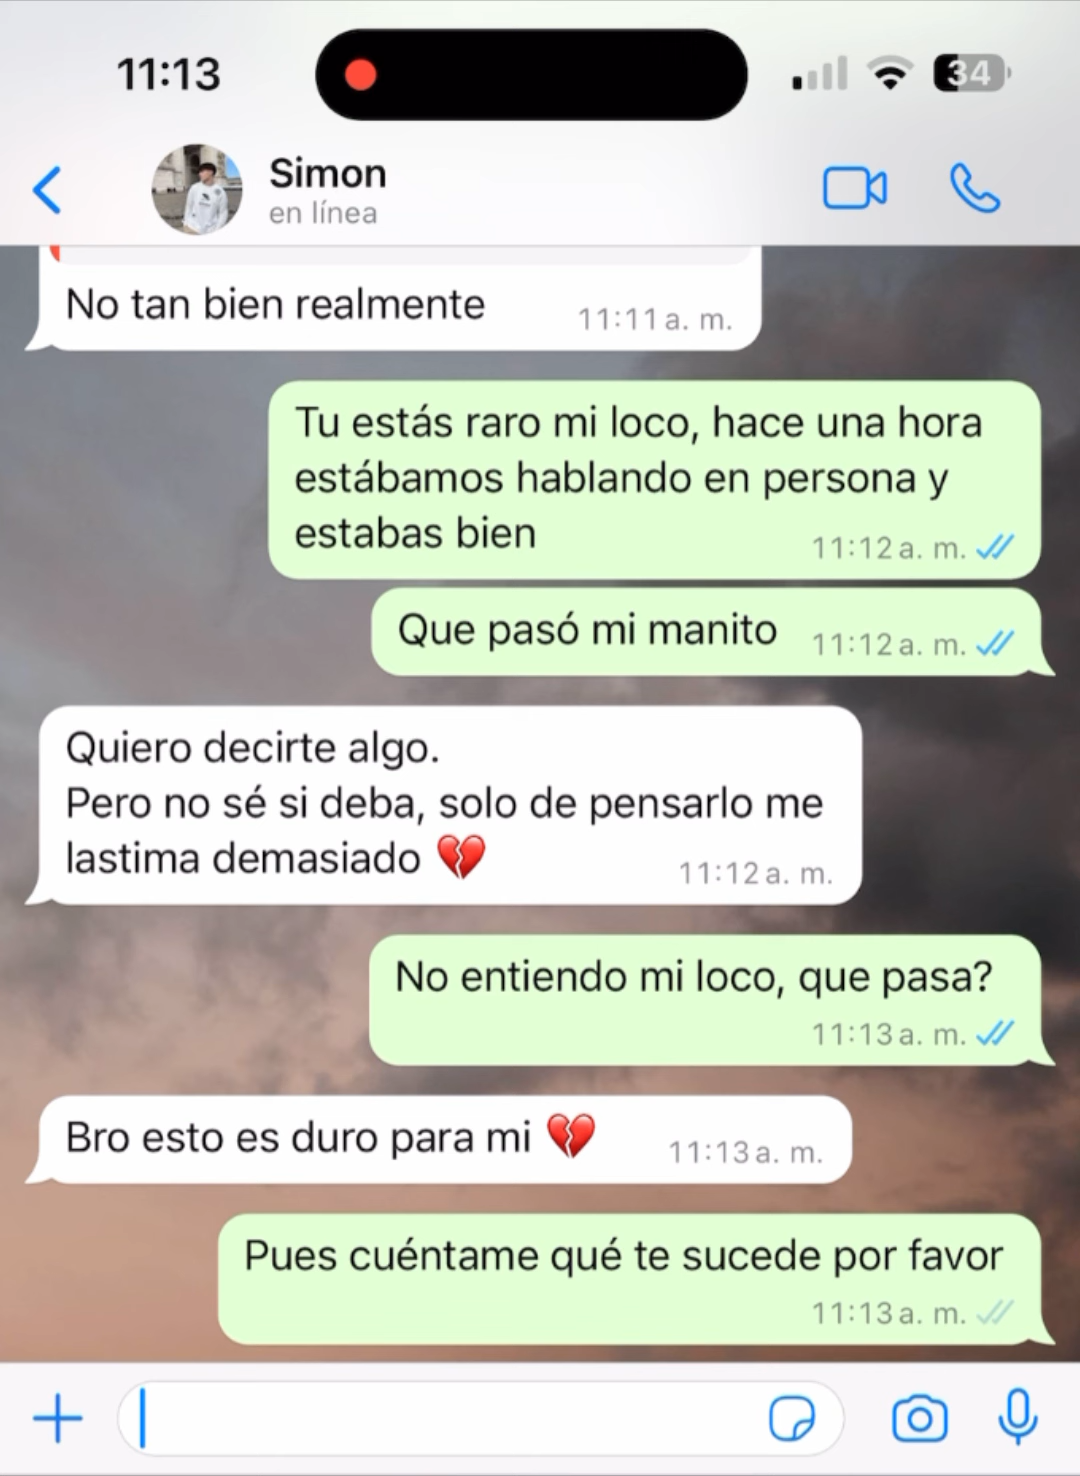 11:13
34
Simon
en línea
No tan bien realmente
11:11 a. m.
Tu estás raro mi loco, hace una hora
estábamos hablando en persona y
estabas bien
11:12 a. m.
Que pasó mi manito
11:12 a. m.
Quiero decirte algo.
Pero no sé si deba, solo de pensarlo me
lastima demasiado 💔
11:12 a. m.
No entiendo mi loco, que pasa?
11:13 a. m.
Bro esto es duro para mi 💔
11:13 a. m.
Pues cuéntame qué te sucede por favor
11:13 a. m.